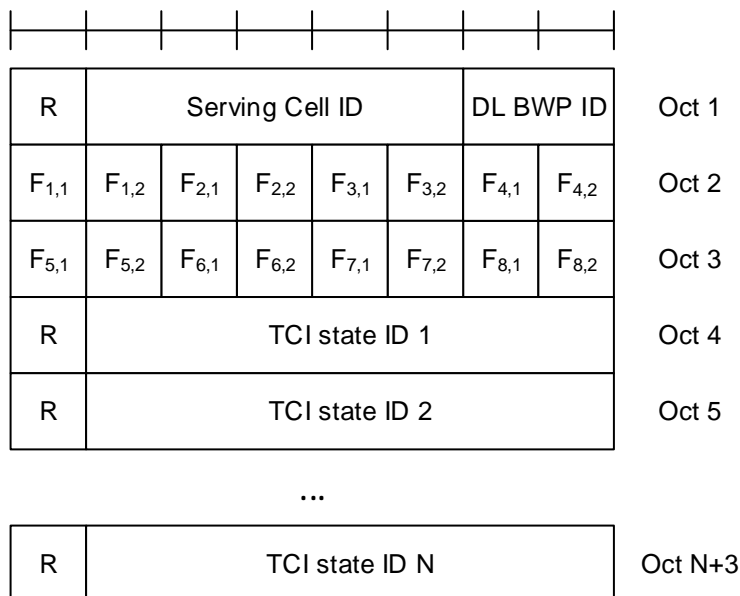 R Serving Cell ID DL BWP ID Oct 1
F1,1 F1,2 F2,1 F2,2 F3,1 F3,2 F4,1 F4,2 Oct 2
F5,1 F5,2 F6,1 F6,2 F7,1 F7,2 F8,1 F8,2 Oct 3
R TCI state ID 1 Oct 4
R TCI state ID 2 Oct 5
...
R TCI state ID N Oct N+3